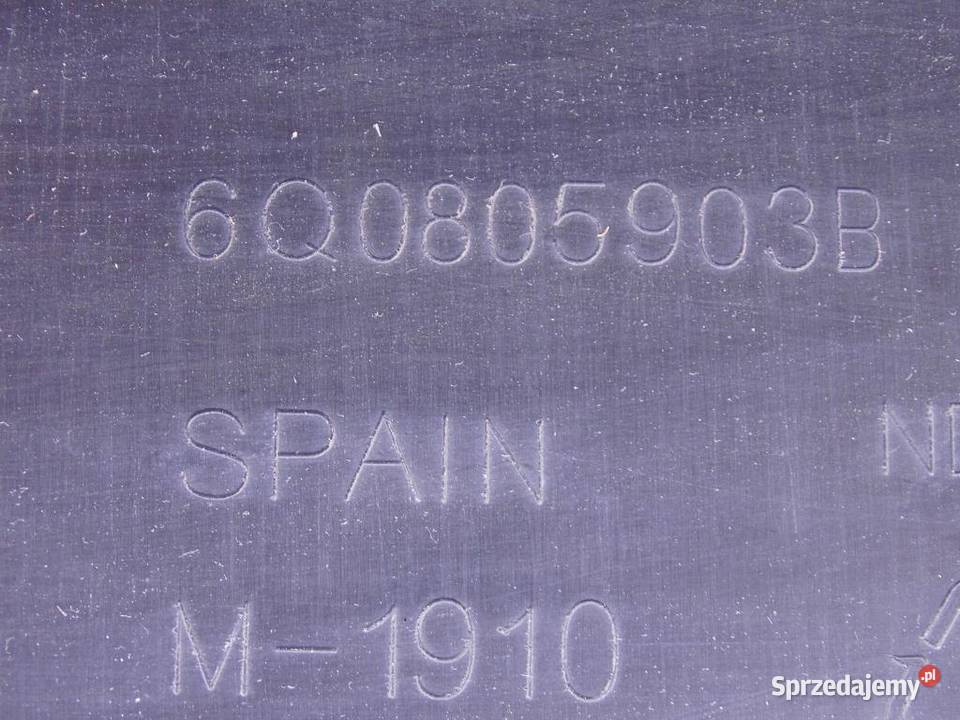 6Q0805903B
SPAIN
M-1910
Sprzedajemy.pl